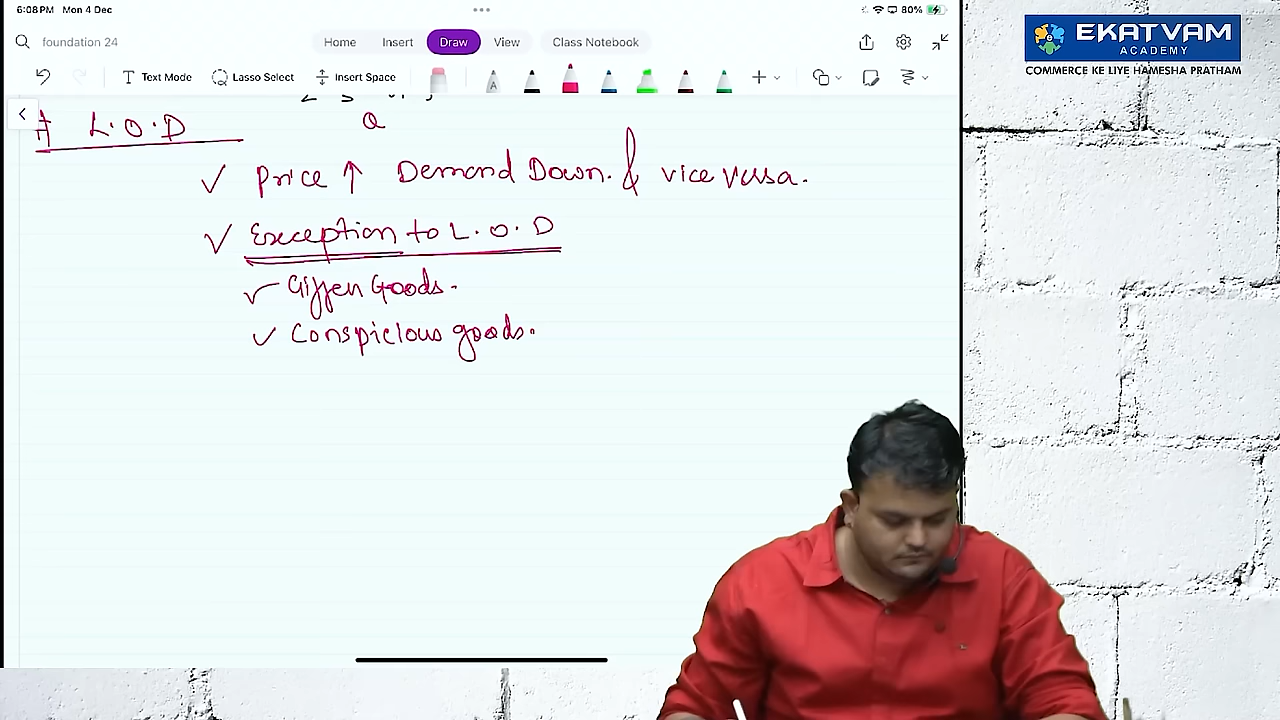 6:08 PM Mon 4 Dec
80%
foundation 24
Home Insert Draw View Class Notebook
Text Mode Lasso Select Insert Space
EKATVAM
ACADEMY
COMMERCE KE LIYE HAMESHA PRATHAM
a
L.O.D
Price ↑ Demand Down. & vice versa.
Exception to L.O.D
Giffen Goods.
Conspicious goods.